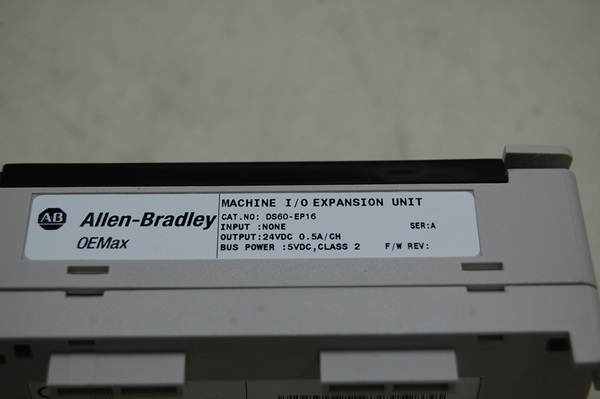 AB Allen-Bradley
OEMax
MACHINE I/O EXPANSION UNIT
CAT.NO: DS60-EP16
INPUT :NONE SER:A
OUTPUT:24VDC 0.5A/CH
BUS POWER :5VDC,CLASS 2 F/W REV: